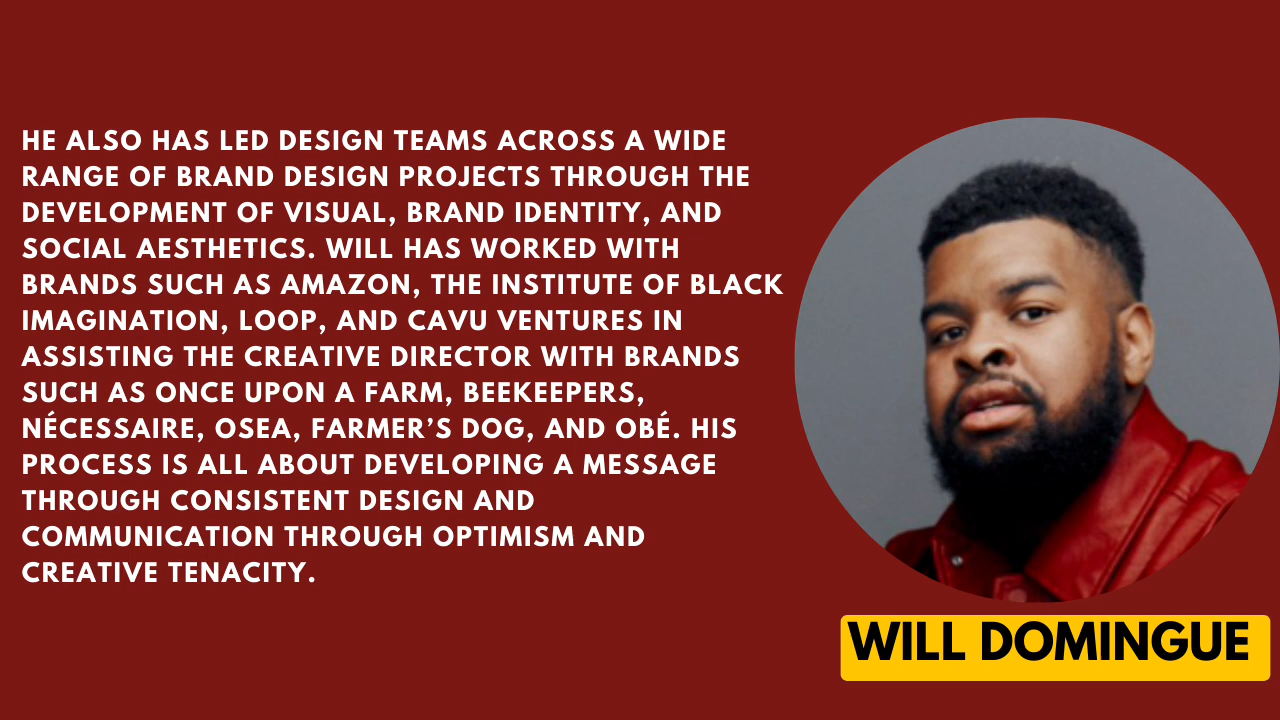 HE ALSO HAS LED DESIGN TEAMS ACROSS A WIDE
RANGE OF BRAND DESIGN PROJECTS THROUGH THE
DEVELOPMENT OF VISUAL, BRAND IDENTITY, AND
SOCIAL AESTHETICS. WILL HAS WORKED WITH
BRANDS SUCH AS AMAZON, THE INSTITUTE OF BLACK
IMAGINATION, LOOP, AND CAVU VENTURES IN
ASSISTING THE CREATIVE DIRECTOR WITH BRANDS
SUCH AS ONCE UPON A FARM, BEEKEEPERS,
NÉCESSAIRE, OSEA, FARMER’S DOG, AND OBÉ. HIS
PROCESS IS ALL ABOUT DEVELOPING A MESSAGE
THROUGH CONSISTENT DESIGN AND
COMMUNICATION THROUGH OPTIMISM AND
CREATIVE TENACITY.
WILL DOMINGUE